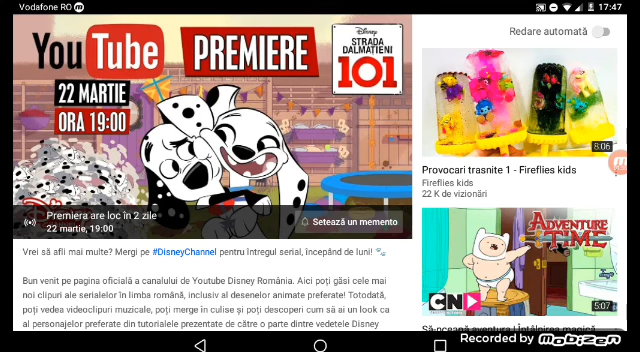 Vodafone RO
17:47
YouTube PREMIERE
Disney
STRADA
DALMAȚIENI
101
22 MARTIE
ORA 19:00
Premiera are loc în 2 zile
22 martie, 19:00
Setează un memento
Vrei să afli mai multe? Mergi pe #DisneyChannel pentru întregul serial, începând de luni!
Bun venit pe pagina oficială a canalului de Youtube Disney România. Aici poți găsi cele mai
noi clipuri ale serialelor în limba română, inclusiv al desenelor animate preferate! Totodată,
poți vedea videoclipuri muzicale, poți merge în culise și poți descoperi cum să ai un look ca
al personajelor preferate din tutorialele prezentate de către o parte dintre vedetele Disney
Redare automată
8:06
Provocari trasnite 1 - Fireflies kids
Fireflies kids
22 K de vizionări
ADVENTURE
TIME
CN
5:07
Să-nceapă aventura | Întâlnirea magică
Recorded by mobizen